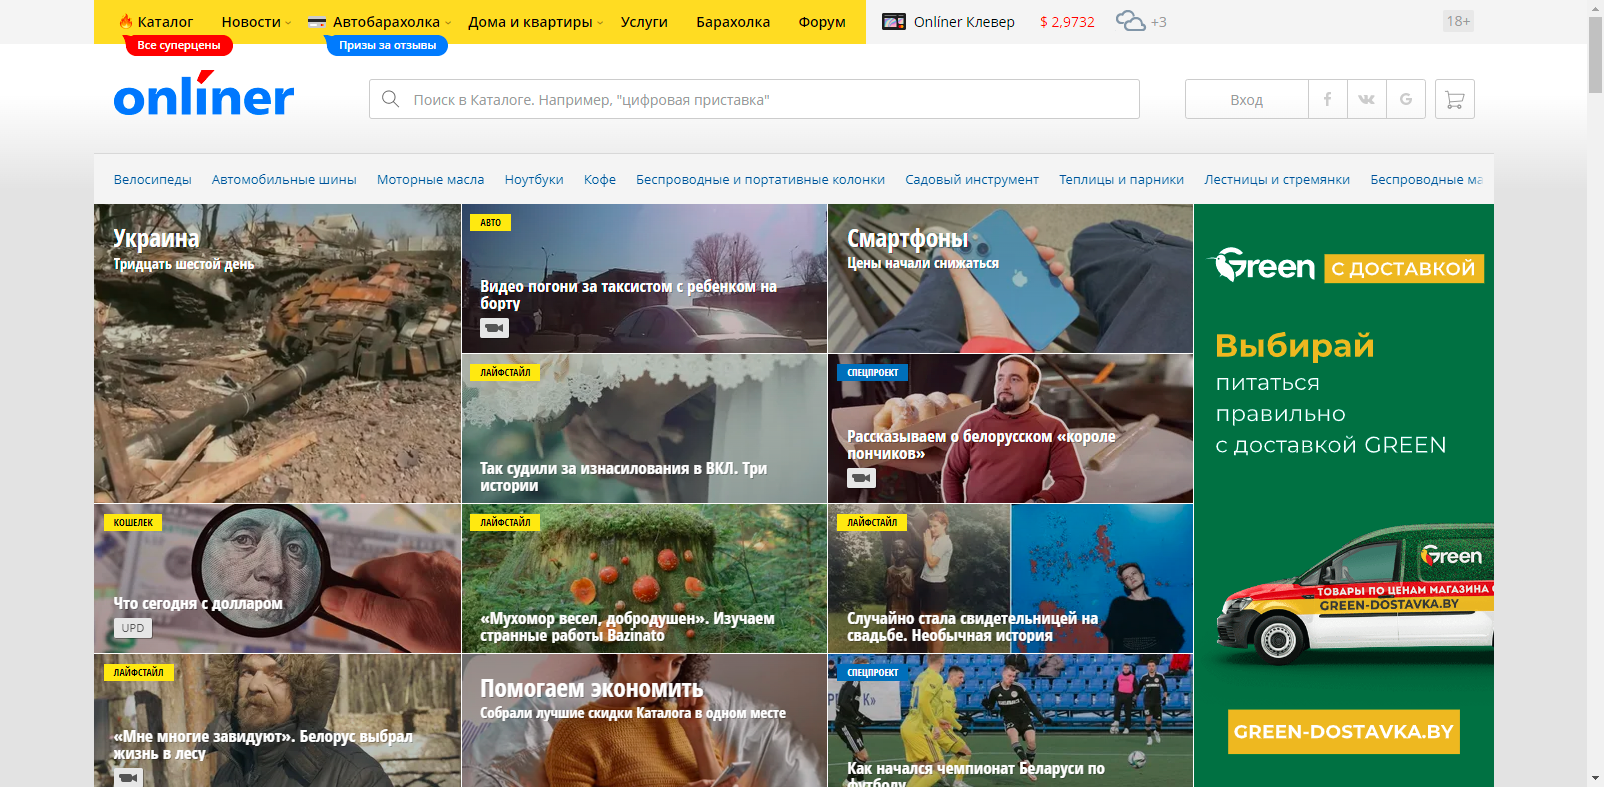 Каталог Новости Автобарахолка Дома и квартиры Услуги Барахолка Форум Onlíner Клевер $ 2,9732 +3 18+
Все суперцены Призы за отзывы
onlíner
Поиск в Каталоге. Например, "цифровая приставка"
Вход f G
Велосипеды Автомобильные шины Моторные масла Ноутбуки Кофе Беспроводные и портативные колонки Садовый инструмент Теплицы и парники Лестницы и стремянки Беспроводные ма
Украина
Тридцать шестой день
АВТО
Видео погони за таксистом с ребенком на
борту
Смартфоны
Цены начали снижаться
ЛАЙФСТАЙЛ
Так судили за изнасилования в ВКЛ. Три
истории
СПЕЦПРОЕКТ
Рассказываем о белорусском «короле
пончиков»
КОШЕЛЕК
Что сегодня с долларом
UPD
ЛАЙФСТАЙЛ
«Мухомор весел, добродушен». Изучаем
странные работы Bazinato
ЛАЙФСТАЙЛ
Случайно стала свидетельницей на
свадьбе. Необычная история
ЛАЙФСТАЙЛ
«Мне многие завидуют». Белорус выбрал
жизнь в лесу
Помогаем экономить
Собрали лучшие скидки Каталога в одном месте
СПЕЦПРОЕКТ
Как начался чемпионат Беларуси по
футболу
Green С ДОСТАВКОЙ
Выбирай
питаться
правильно
с доставкой GREEN
Green
ТОВАРЫ ПО ЦЕНАМ МАГАЗИНА
GREEN-DOSTAVKA.BY
GREEN-DOSTAVKA.BY